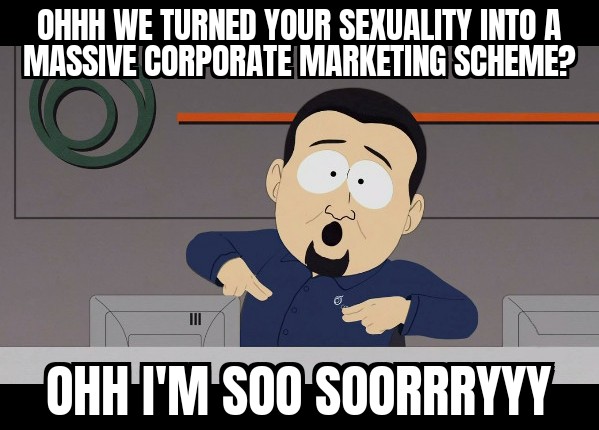 OHHH WE TURNED YOUR SEXUALITY INTO A
MASSIVE CORPORATE MARKETING SCHEME?
OHH I'M SOO SOORRRYYY